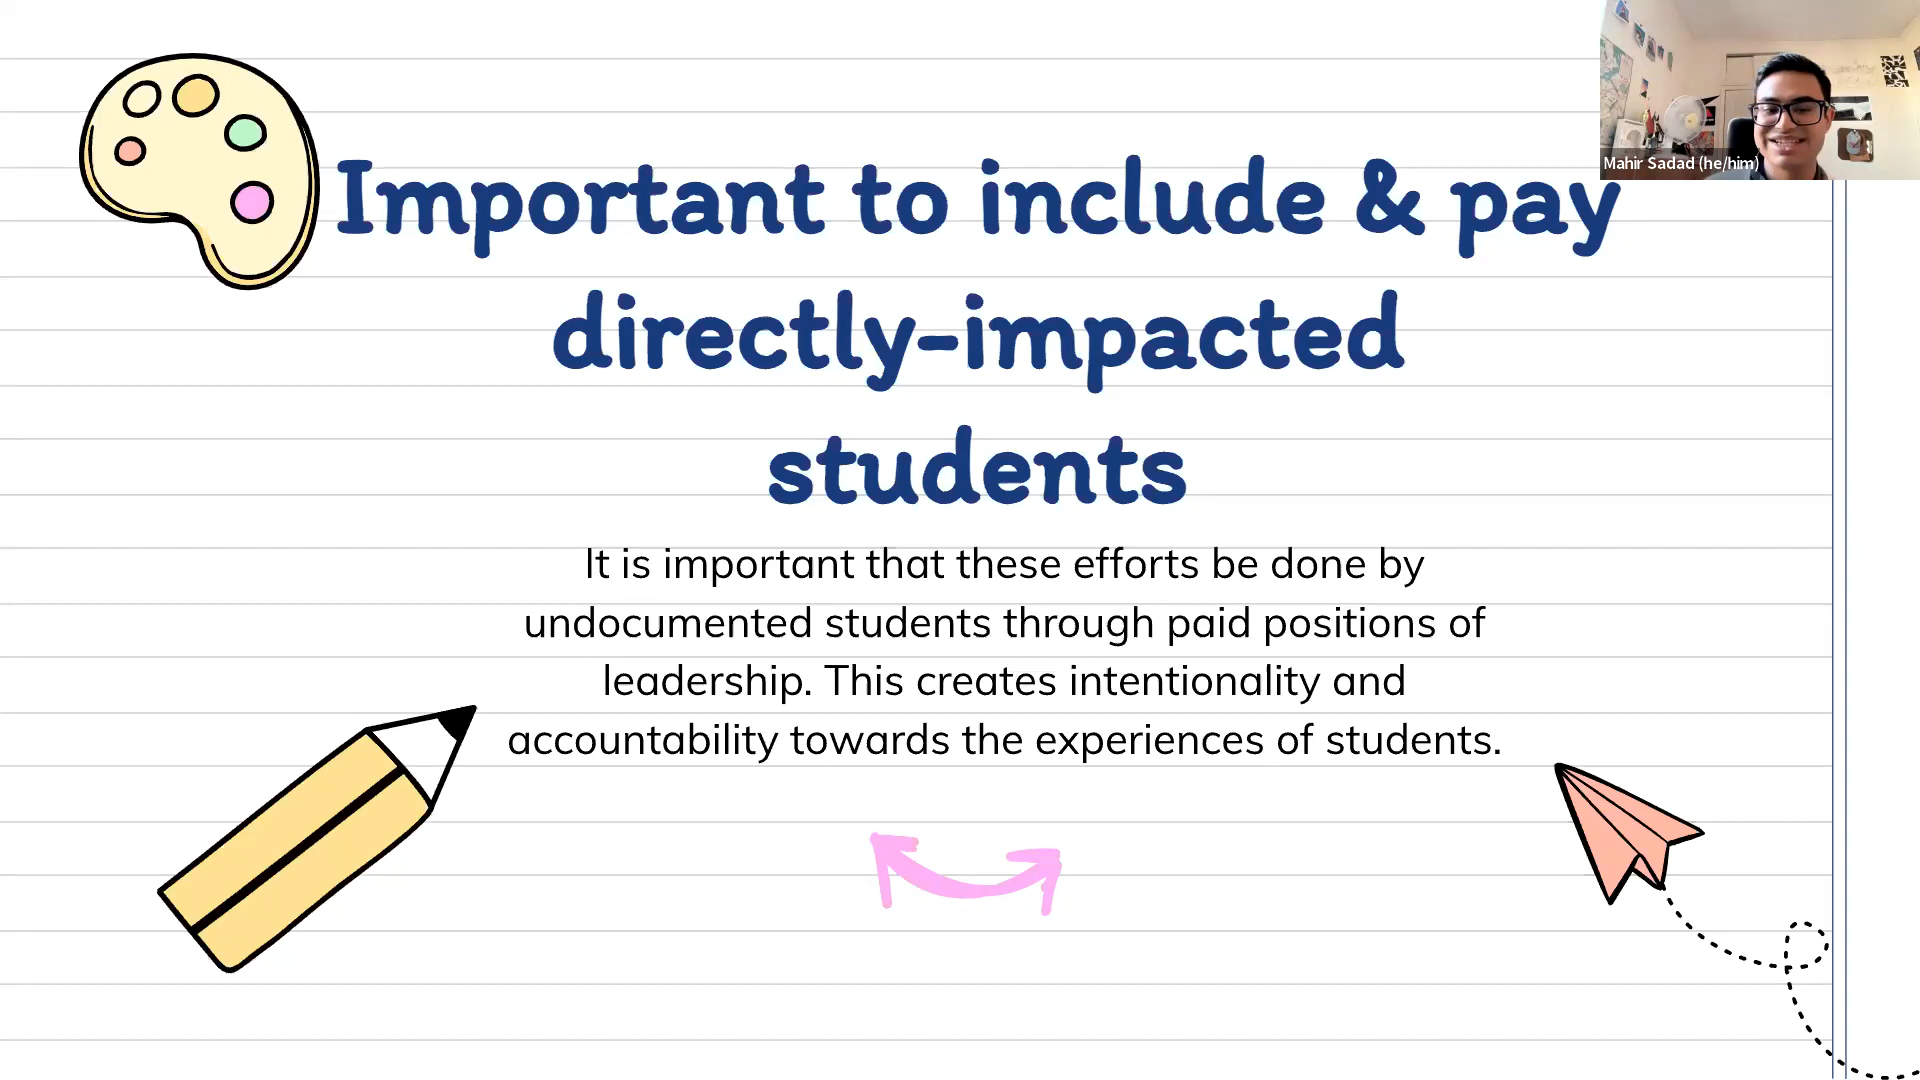 Mahir Sadad (he/him)
Important to include & pay
directly-impacted
students
It is important that these efforts be done by
undocumented students through paid positions of
leadership. This creates intentionality and
accountability towards the experiences of students.